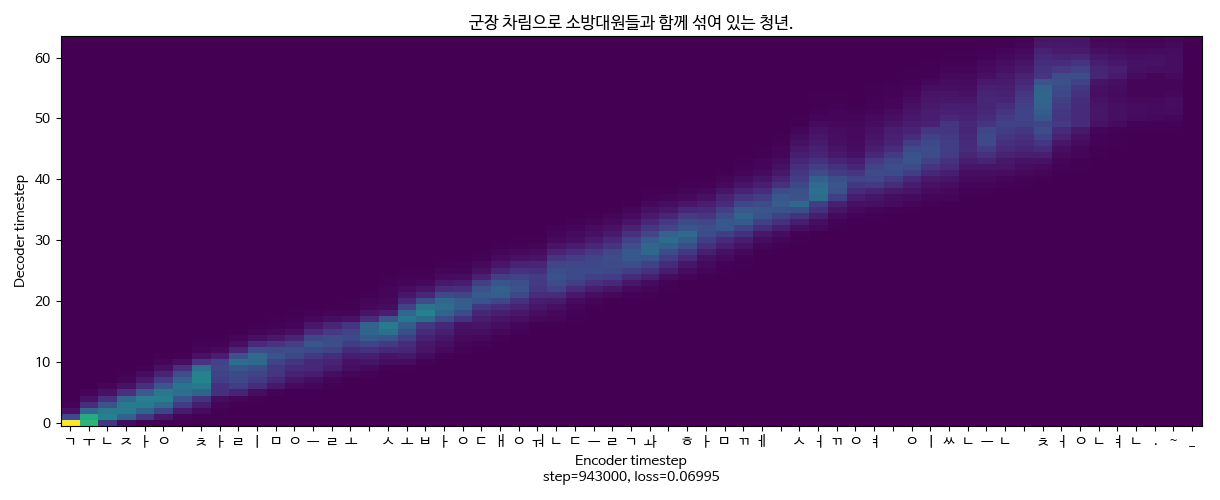 군장 차림으로 소방대원들과 함께 섞여 있는 청년.
60
50
40
30
20
10
0
Decoder timestep
ㄱ ㅜ ㄴ ㅈ ㅏ ㅇ ㅊ ㅏ ㄹ ㅣ ㅁ ㅇ ㅡ ㄹ ㅗ ㅅ ㅗ ㅂ ㅏ ㅇ ㄷ ㅐ ㅇ ㅝ ㄴ ㄷ ㅡ ㄹ ㄱ ㅘ ㅎ ㅏ ㅁ ㄲ ㅔ ㅅ ㅓ ㄲ ㅇ ㅕ ㅇ ㅣ ㅆ ㄴ ㅡ ㄴ ㅊ ㅓ ㅇ ㄴ ㅕ ㄴ . ~ _
Encoder timestep
step=943000, loss=0.06995